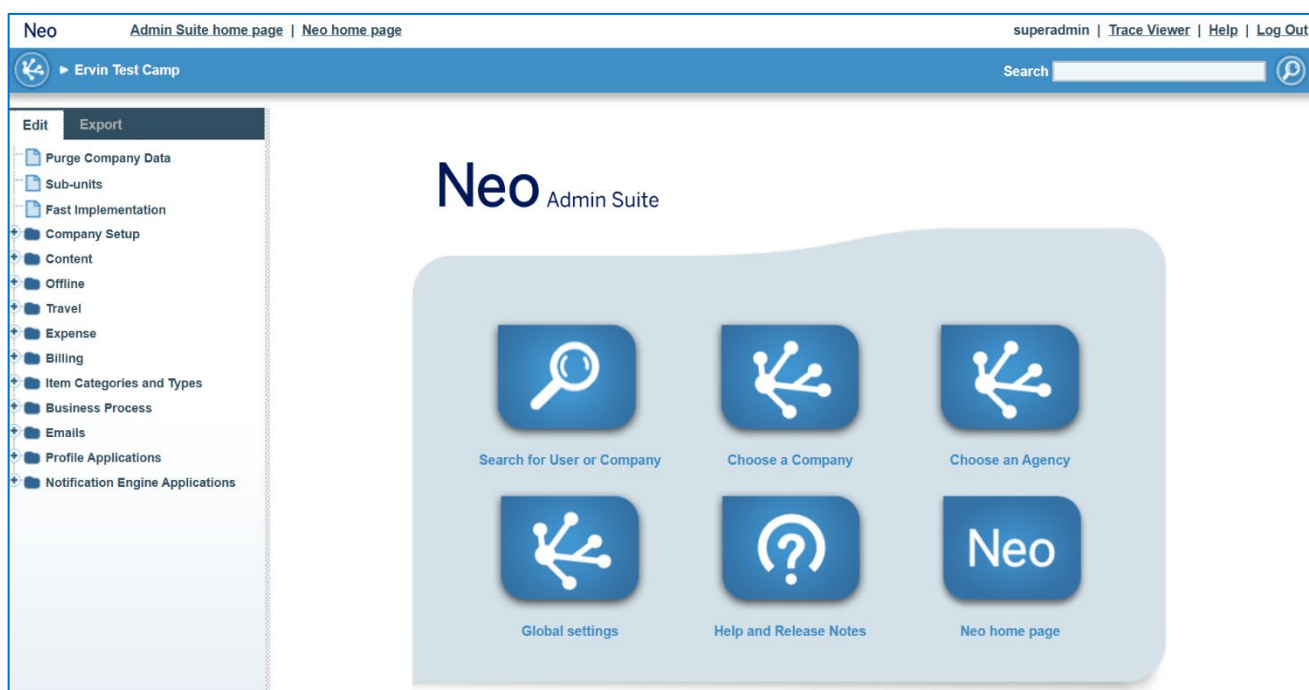 Neo Admin Suite home page | Neo home page superadmin | Trace Viewer | Help | Log Out
Ervin Test Camp Search
Edit Export
Purge Company Data
Sub-units
Fast Implementation
Company Setup
Content
Offline
Travel
Expense
Billing
Item Categories and Types
Business Process
Emails
Profile Applications
Notification Engine Applications
Neo Admin Suite
Search for User or Company Choose a Company Choose an Agency
Neo
Global settings Help and Release Notes Neo home page